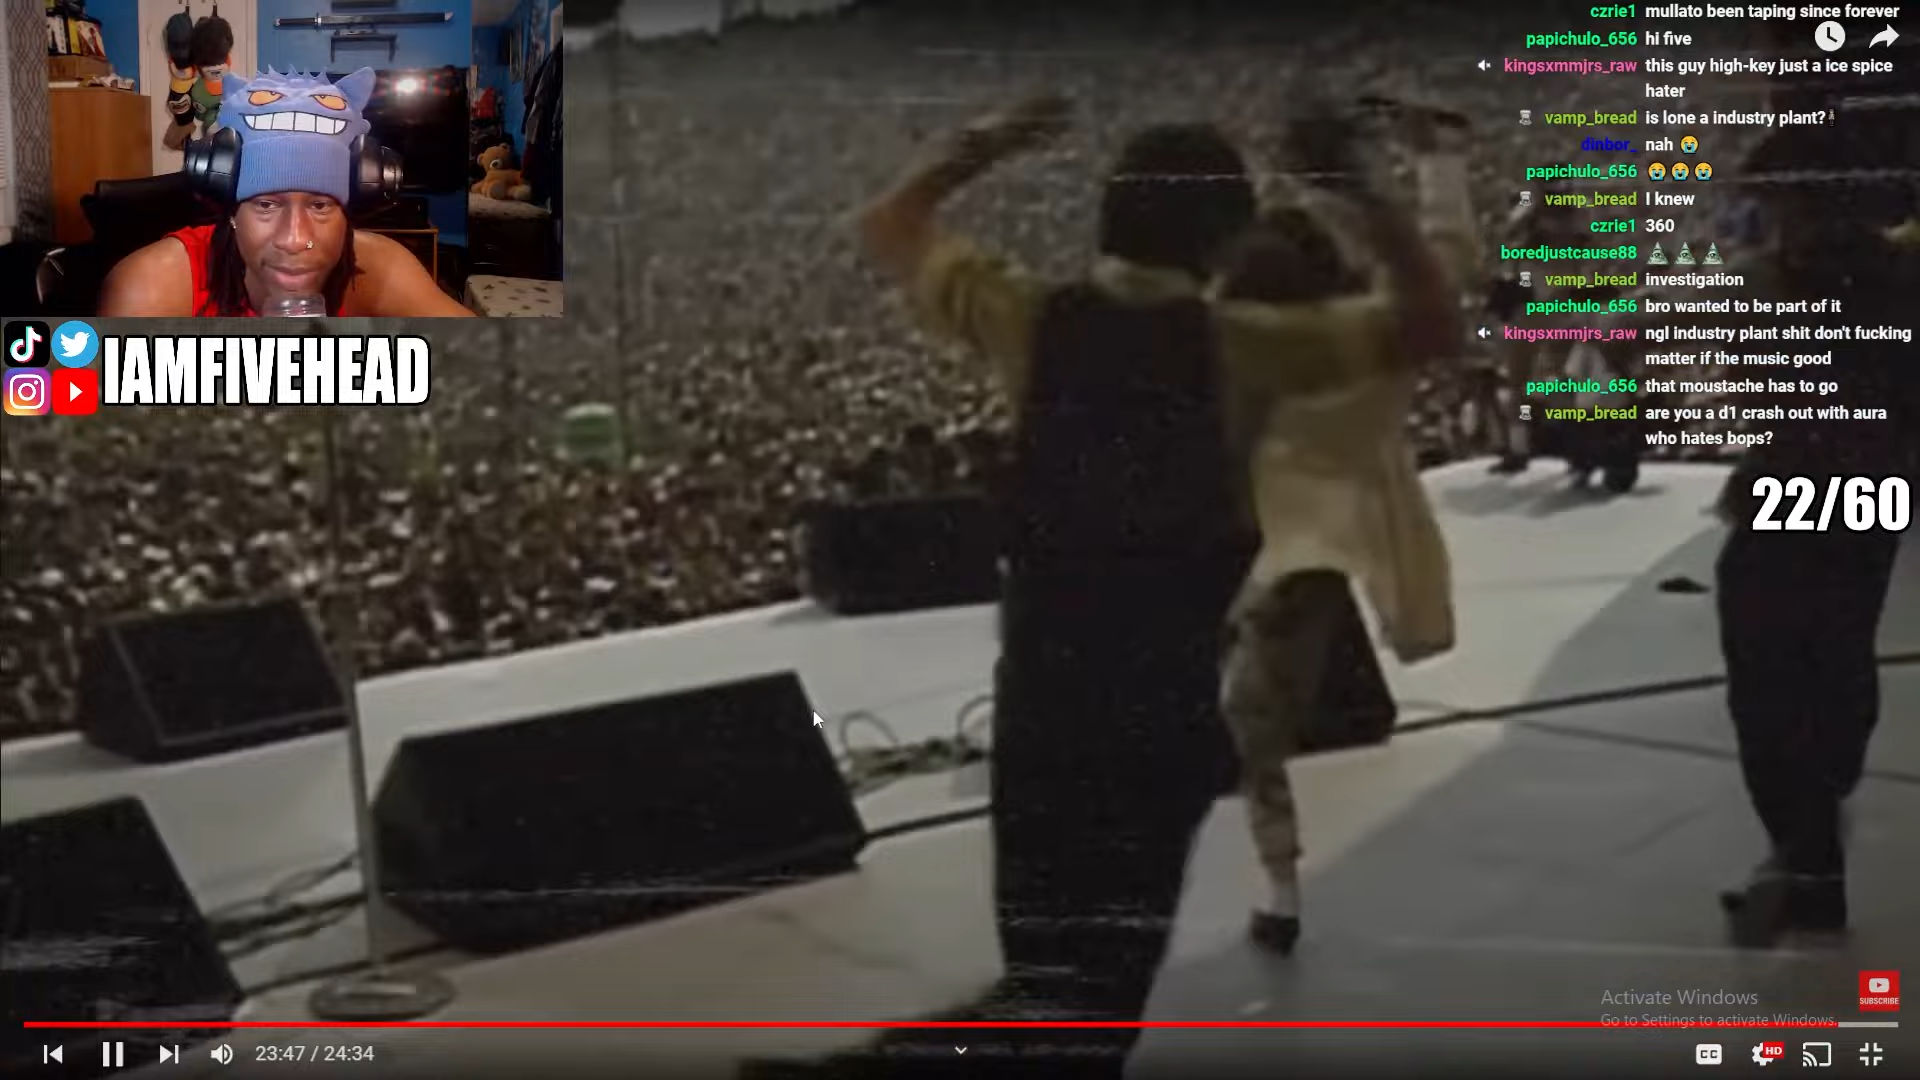 czrie1 mullato been taping since forever
papichulo_656 hi five
kingsxmmjrs_raw this guy high-key just a ice spice
hater
vamp_bread is lone a industry plant?
dinbor_ nah 😭
papichulo_656 😭😭😭
vamp_bread I knew
czrie1 360
boredjustcause88
vamp_bread investigation
papichulo_656 bro wanted to be part of it
kingsxmmjrs_raw ngl industry plant shit don't fucking
matter if the music good
papichulo_656 that moustache has to go
vamp_bread are you a d1 crash out with aura
who hates bops?
IAMFIVEHEAD
22/60
Activate Windows
Go to Settings to activate Windows.
SUBSCRIBE
23:47 / 24:34
CC
HD